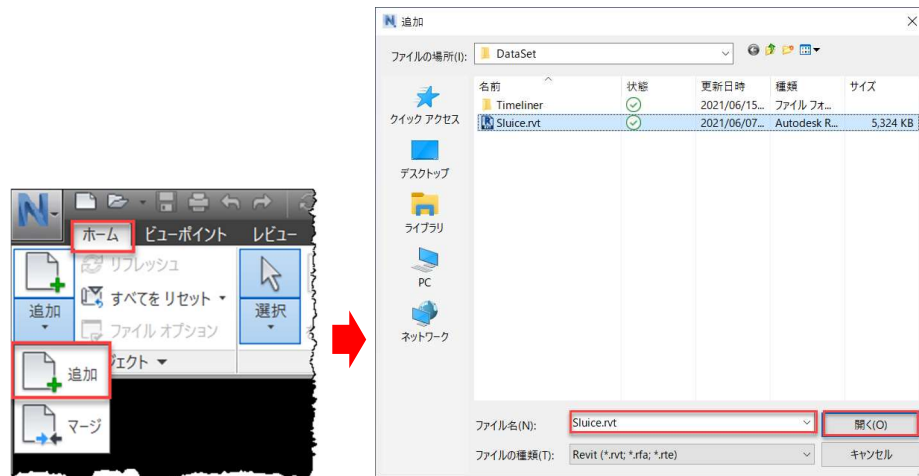 追加
ファイルの場所(I):
DataSet
名前
状態
更新日時
種類
サイズ
Timeliner
2021/06/15...
ファイル フォ...
Sluice.rvt
2021/06/07...
Autodesk R...
5,324 KB
クイック アクセス
デスクトップ
ライブラリ
PC
ネットワーク
ファイル名(N):
Sluice.rvt
開く(O)
ファイルの種類(T):
Revit (*.rvt; *.rfa; *.rte)
キャンセル
ホーム
ビューポイント
レビュー
リフレッシュ
すべてをリセット
ファイル オプション
追加
選択
ジェクト
追加
マージ